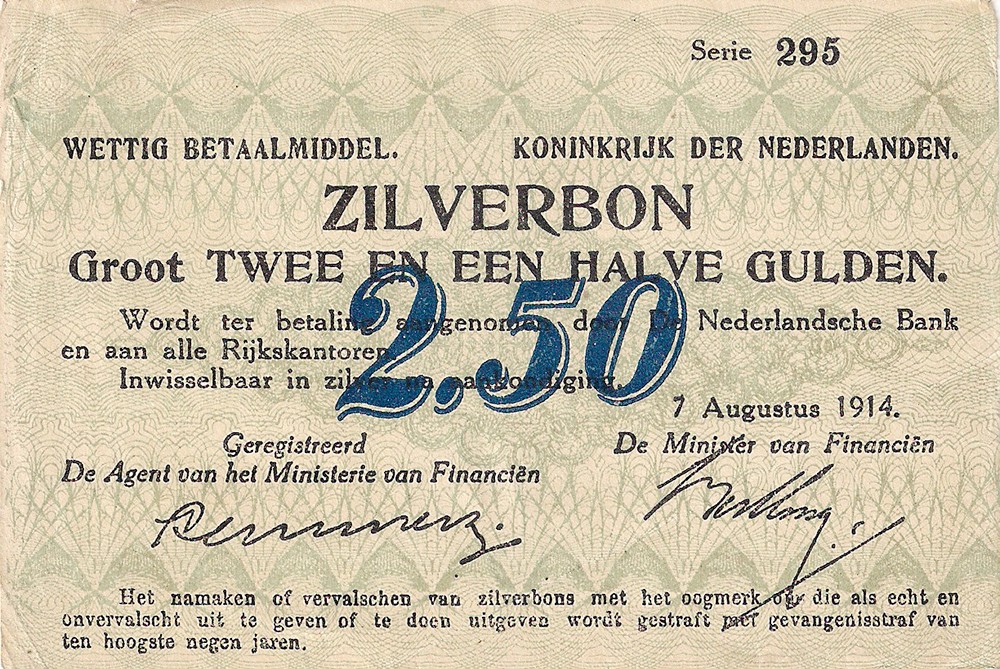 Serie 295
WETTIG BETAALMIDDEL. KONINKRIJK DER NEDERLANDEN.
ZILVERBON
Groot TWEE EN EEN HALVE GULDEN.
2.50
Wordt ter betaling aangenomen door De Nederlandsche Bank
en aan alle Rijkskantoren.
Inwisselbaar in zilver na aankondiging.
7 Augustus 1914.
Geregistreerd De Minister van Financiën
De Agent van het Ministerie van Financiën
Het namaken of vervalschen van zilverbons met het oogmerk om die als echt en
onvervalscht uit te geven of te doen uitgeven wordt gestraft met gevangenisstraf van
ten hoogste negen jaren.